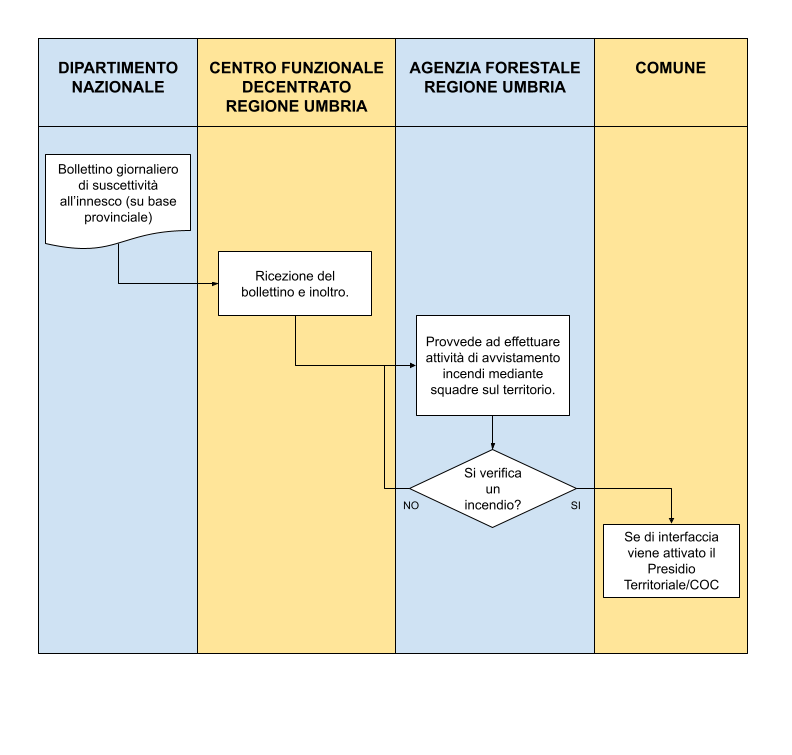 DIPARTIMENTO
NAZIONALE
CENTRO FUNZIONALE
DECENTRATO
REGIONE UMBRIA
AGENZIA FORESTALE
REGIONE UMBRIA
COMUNE
Bollettino giornaliero
di suscettività
all'innesco (su base
provinciale)
Ricezione del
bollettino e inoltro.
Provvede ad effettuare
attività di avvistamento
incendi mediante
squadre sul territorio.
Si verifica
un
incendio?
NO
SI
Se di interfaccia
viene attivato il
Presidio
Territoriale/COC